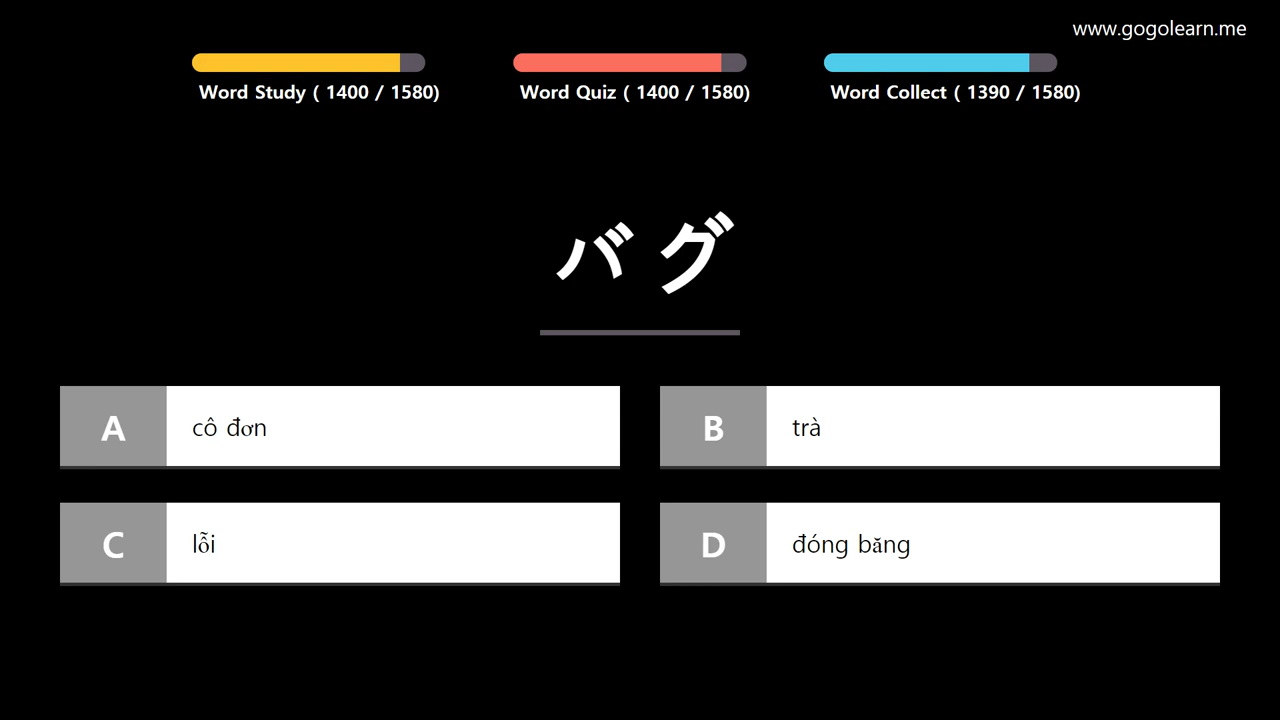 www.gogolearn.me
Word Study ( 1400 / 1580)
Word Quiz ( 1400 / 1580)
Word Collect ( 1390 / 1580)
バグ
A cô đơn
B trà
C lỗi
D đóng băng